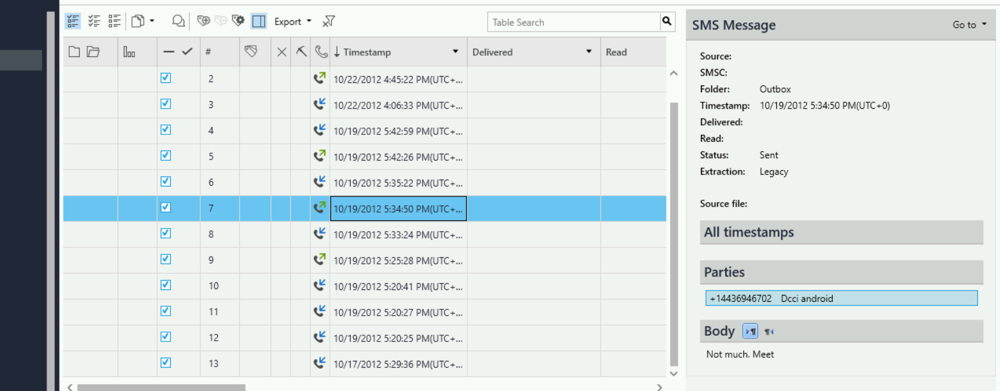 Export
Table Search
# Timestamp Delivered Read
2 10/22/2012 4:45:22 PM(UTC+...
3 10/22/2012 4:06:33 PM(UTC+...
4 10/19/2012 5:42:59 PM(UTC+...
5 10/19/2012 5:42:26 PM(UTC+...
6 10/19/2012 5:35:22 PM(UTC+...
7 10/19/2012 5:34:50 PM(UTC+...
8 10/19/2012 5:33:24 PM(UTC+...
9 10/19/2012 5:25:28 PM(UTC+...
10 10/19/2012 5:20:41 PM(UTC+...
11 10/19/2012 5:20:27 PM(UTC+...
12 10/19/2012 5:20:25 PM(UTC+...
13 10/17/2012 5:29:36 PM(UTC+...
SMS Message Go to
Source:
SMSC:
Folder: Outbox
Timestamp: 10/19/2012 5:34:50 PM(UTC+0)
Delivered:
Read:
Status: Sent
Extraction: Legacy
Source file:
All timestamps
Parties
+14436946702 Dcci android
Body
Not much. Meet